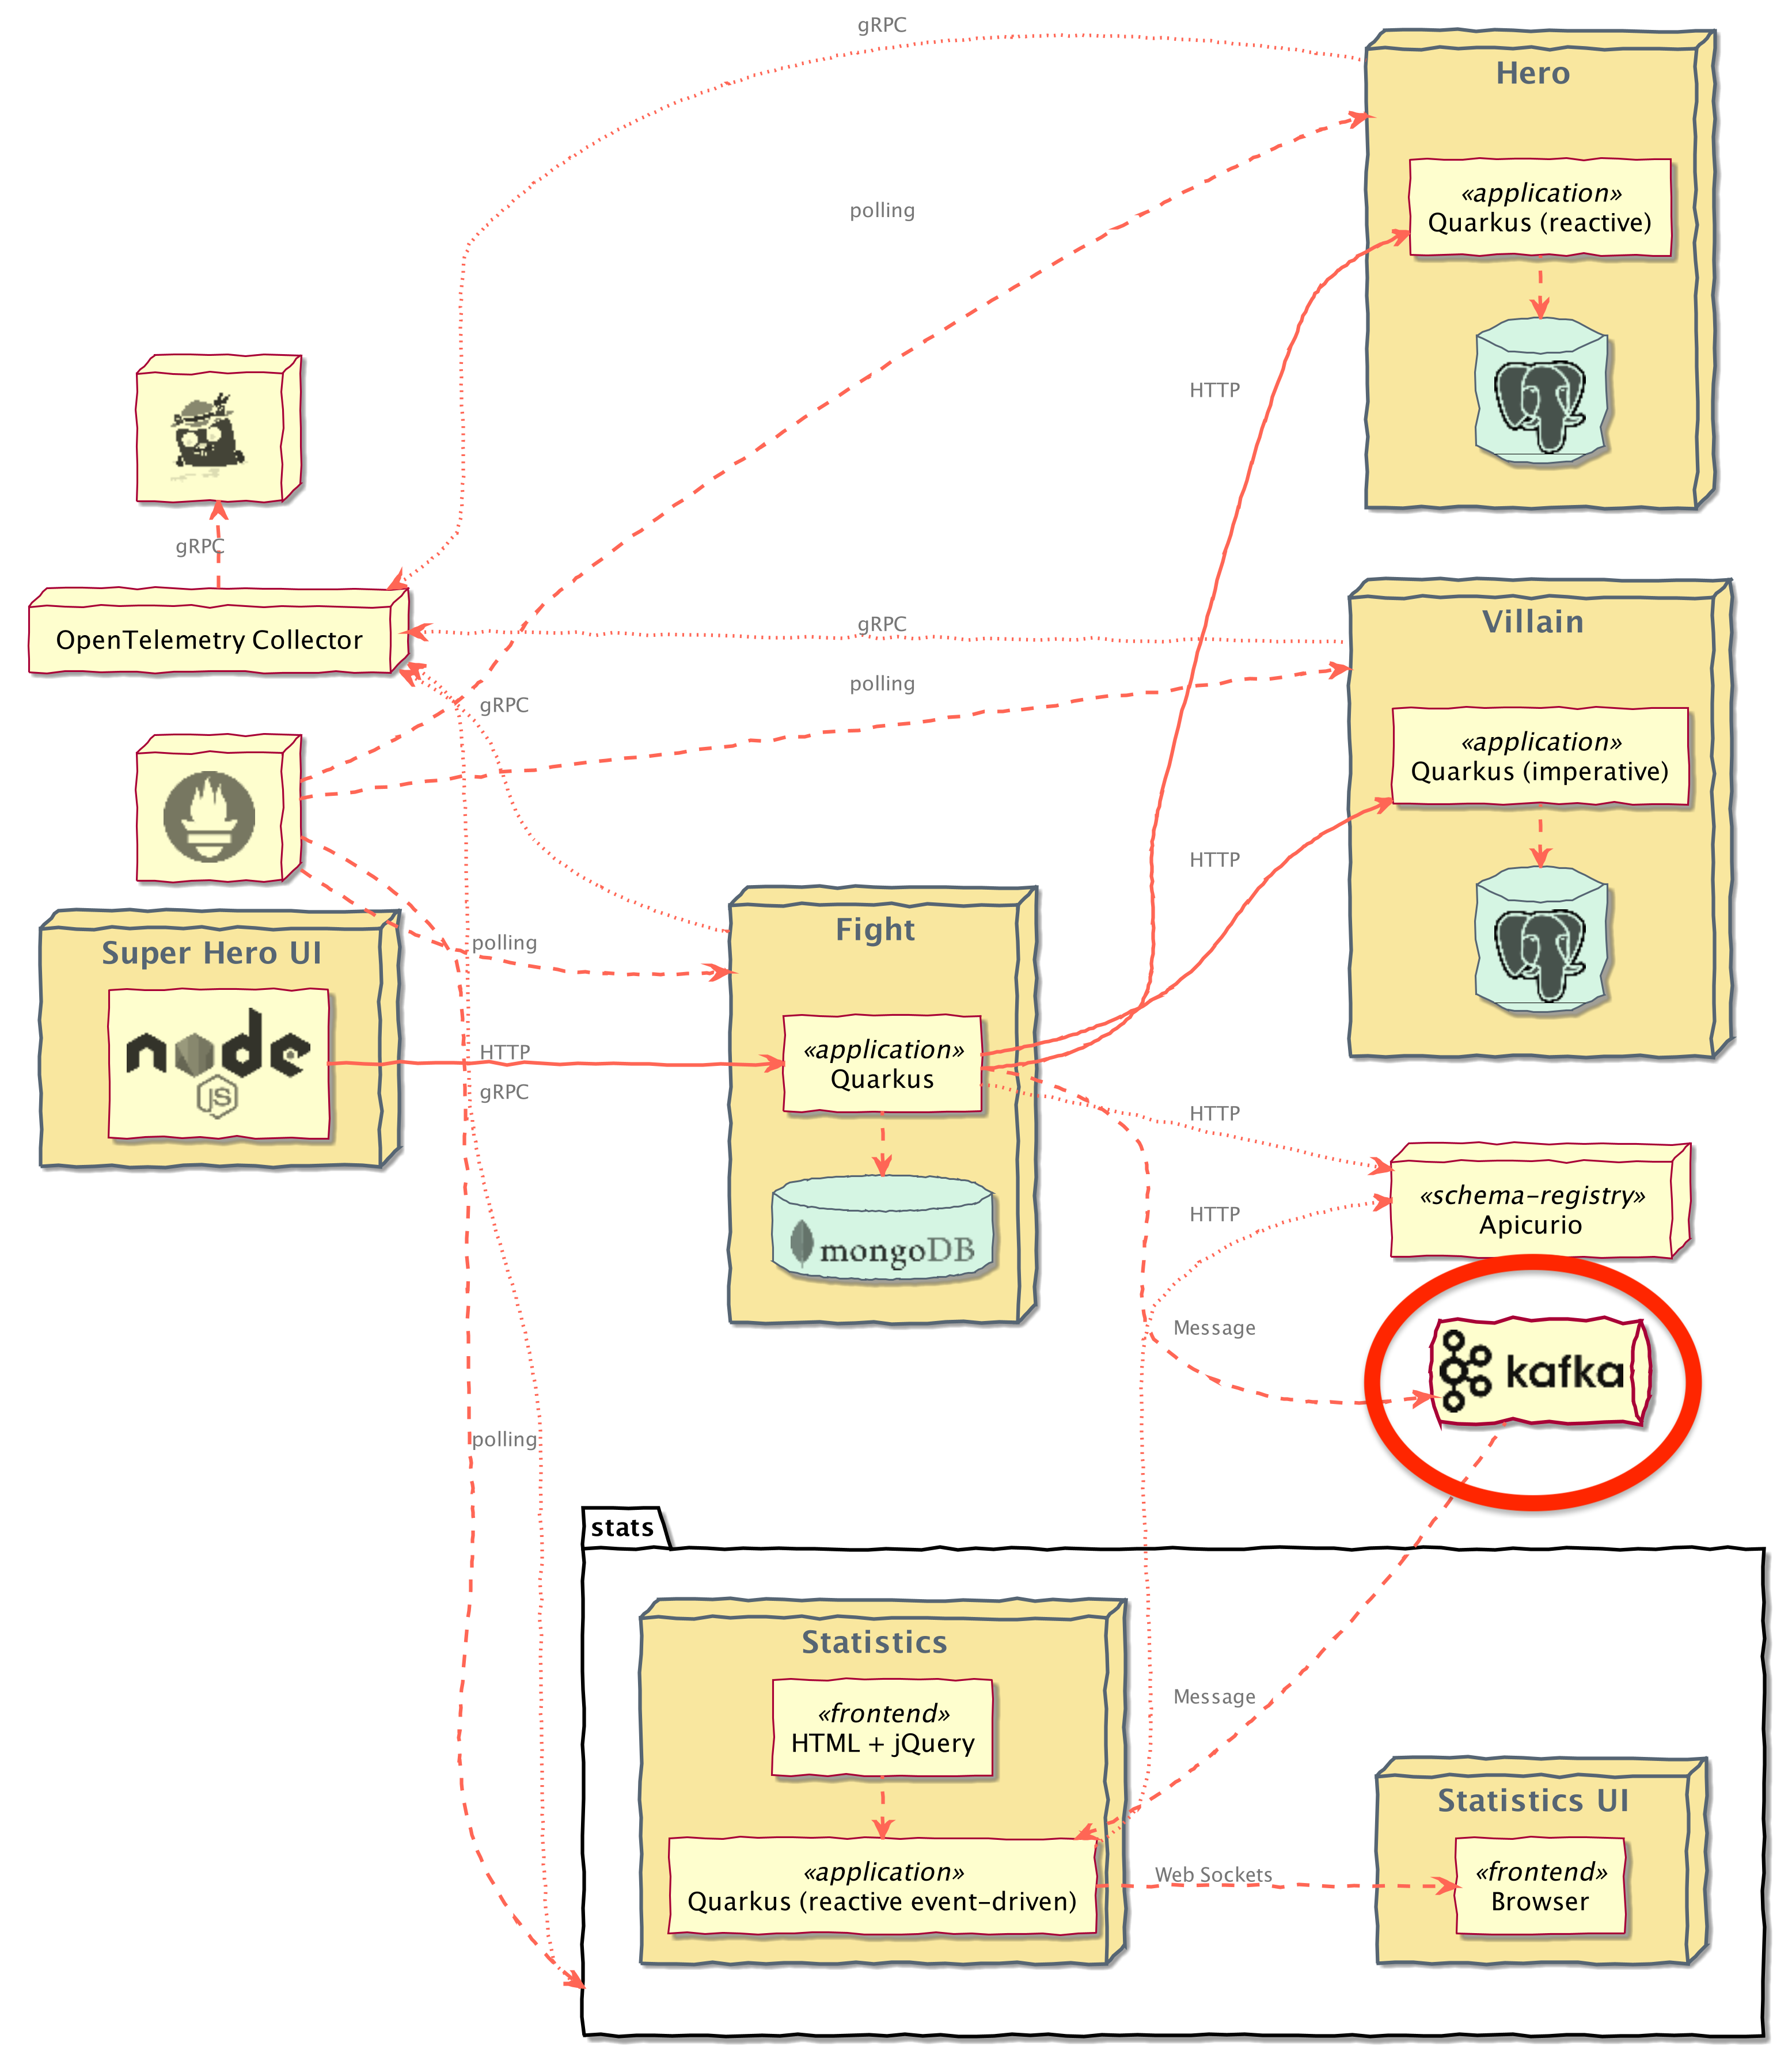 gRPC
Hero
«application»
Quarkus (reactive)
polling
HTTP
gRPC
OpenTelemetry Collector
gRPC
Villain
«application»
Quarkus (imperative)
polling
gRPC
HTTP
Super Hero UI
node
JS
polling
HTTP
gRPC
Fight
«application»
Quarkus
mongoDB
HTTP
«schema-registry»
Apicurio
HTTP
Message
kafka
polling
stats
Statistics
«frontend»
HTML + jQuery
«application»
Quarkus (reactive event-driven)
Message
Web Sockets
Statistics UI
«frontend»
Browser